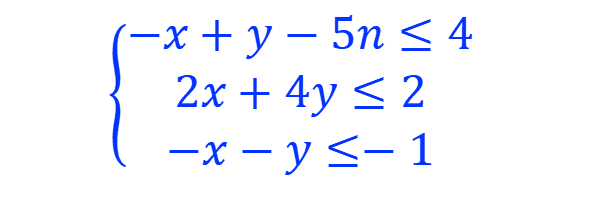 −x + y − 5n ≤ 4
2x + 4y ≤ 2
−x − y ≤− 1